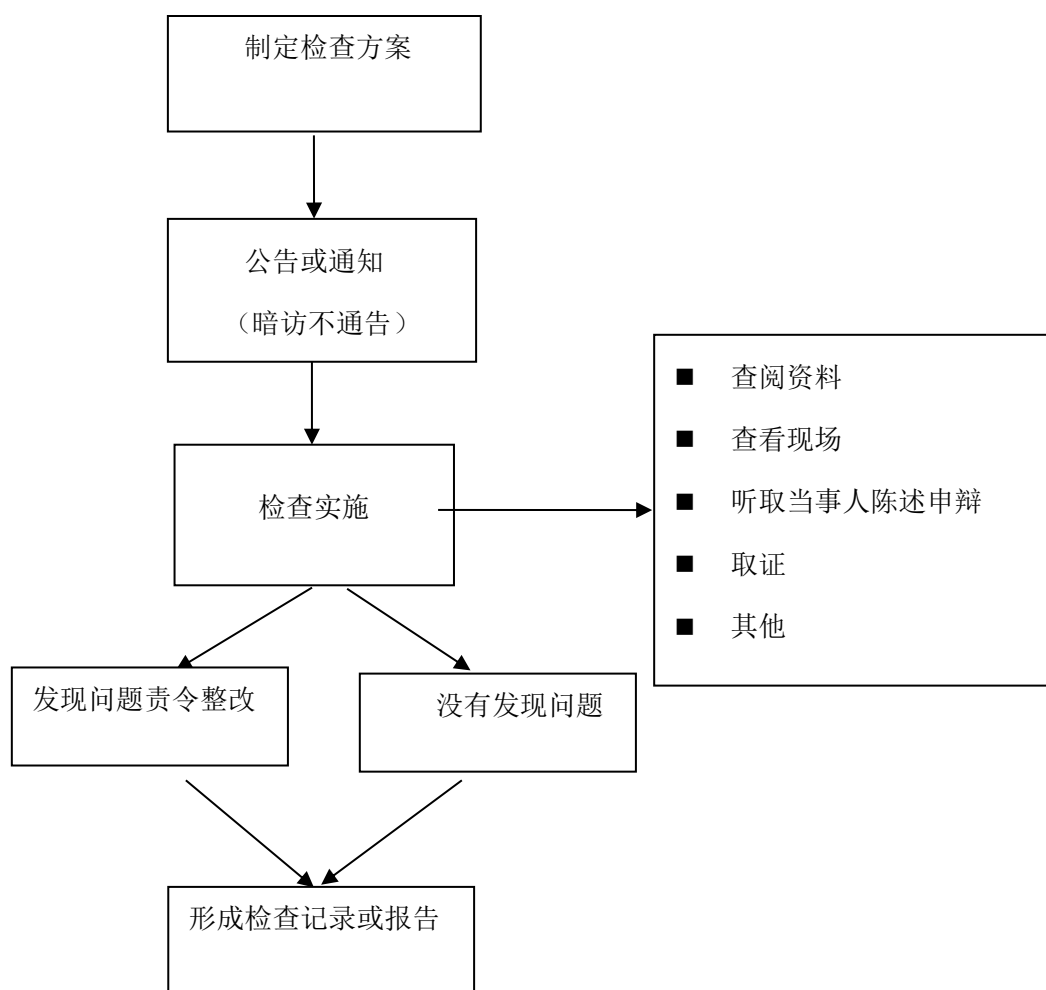 制定检查方案
公告或通知
（暗访不通告）
检查实施
■ 查阅资料
■ 查看现场
■ 听取当事人陈述申辩
■ 取证
■ 其他
发现问题责令整改
没有发现问题
形成检查记录或报告